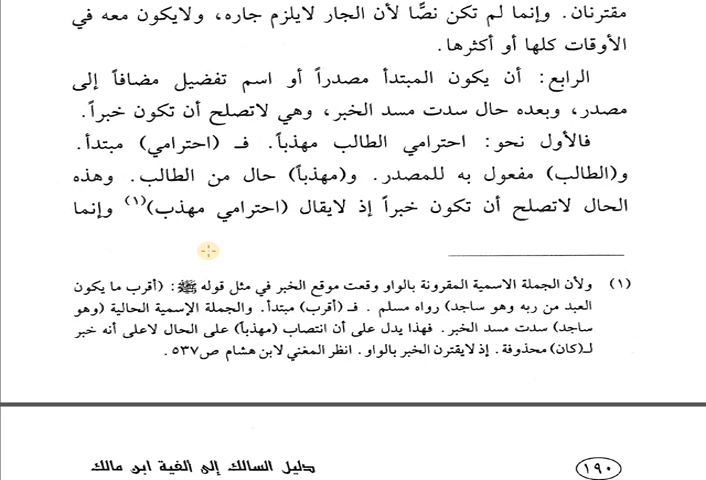 مقترنان. وإنما لم تكن نصًّا لأن الجار لايلزم جاره، ولايكون معه في
الأوقات كلها أو أكثرها.
الرابع: أن يكون المبتدأ مصدراً أو اسم تفضيل مضافاً إلى
مصدر، وبعده حال سدت مسد الخبر، وهي لاتصلح أن تكون خبراً.
فالأول نحو: احترامي الطالب مهذباً. فـ (احترامي) مبتدأ.
و(الطالب) مفعول به للمصدر. و(مهذباً) حال من الطالب. وهذه
الحال لاتصلح أن تكون خبراً إذ لايقال (احترامي مهذب)(١) وإنما
(١) ولأن الجملة الاسمية المقرونة بالواو وقعت موقع الخبر في مثل قوله ﷺ: (أقرب ما يكون
العبد من ربه وهو ساجد) رواه مسلم. فـ (أقرب) مبتدأ. والجملة الإسمية الحالية (وهو
ساجد) سدت مسد الخبر. فهذا يدل على أن انتصاب (مهذباً) على الحال لاعلى أنه خبر
لـ(كان) محذوفة. إذ لايقترن الخبر بالواو. انظر المغني لابن هشام ص٥٣٧.
١٩٠ دليل السالك إلى ألفية ابن مالك